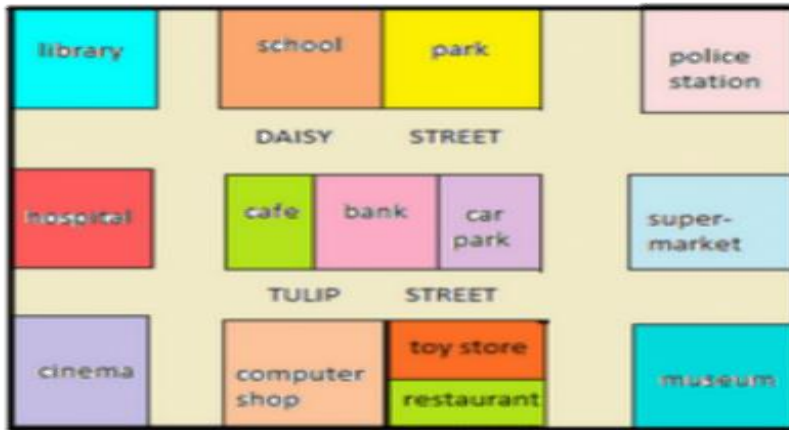 library
school
park
police
station
DAISY STREET
hospital
cafe
bank
car
park
super-
market
TULIP STREET
cinema
computer
shop
toy store
restaurant
museum